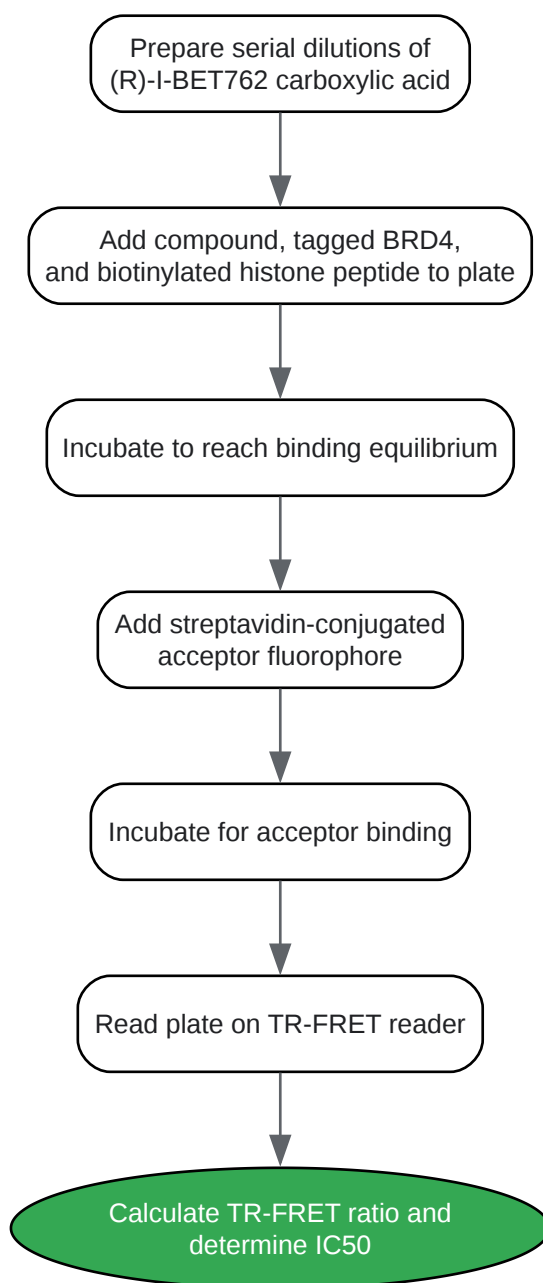 Prepare serial dilutions of
(R)-I-BET762 carboxylic acid
Add compound, tagged BRD4,
and biotinylated histone peptide to plate
Incubate to reach binding equilibrium
Add streptavidin-conjugated
acceptor fluorophore
Incubate for acceptor binding
Read plate on TR-FRET reader
Calculate TR-FRET ratio and
determine IC50